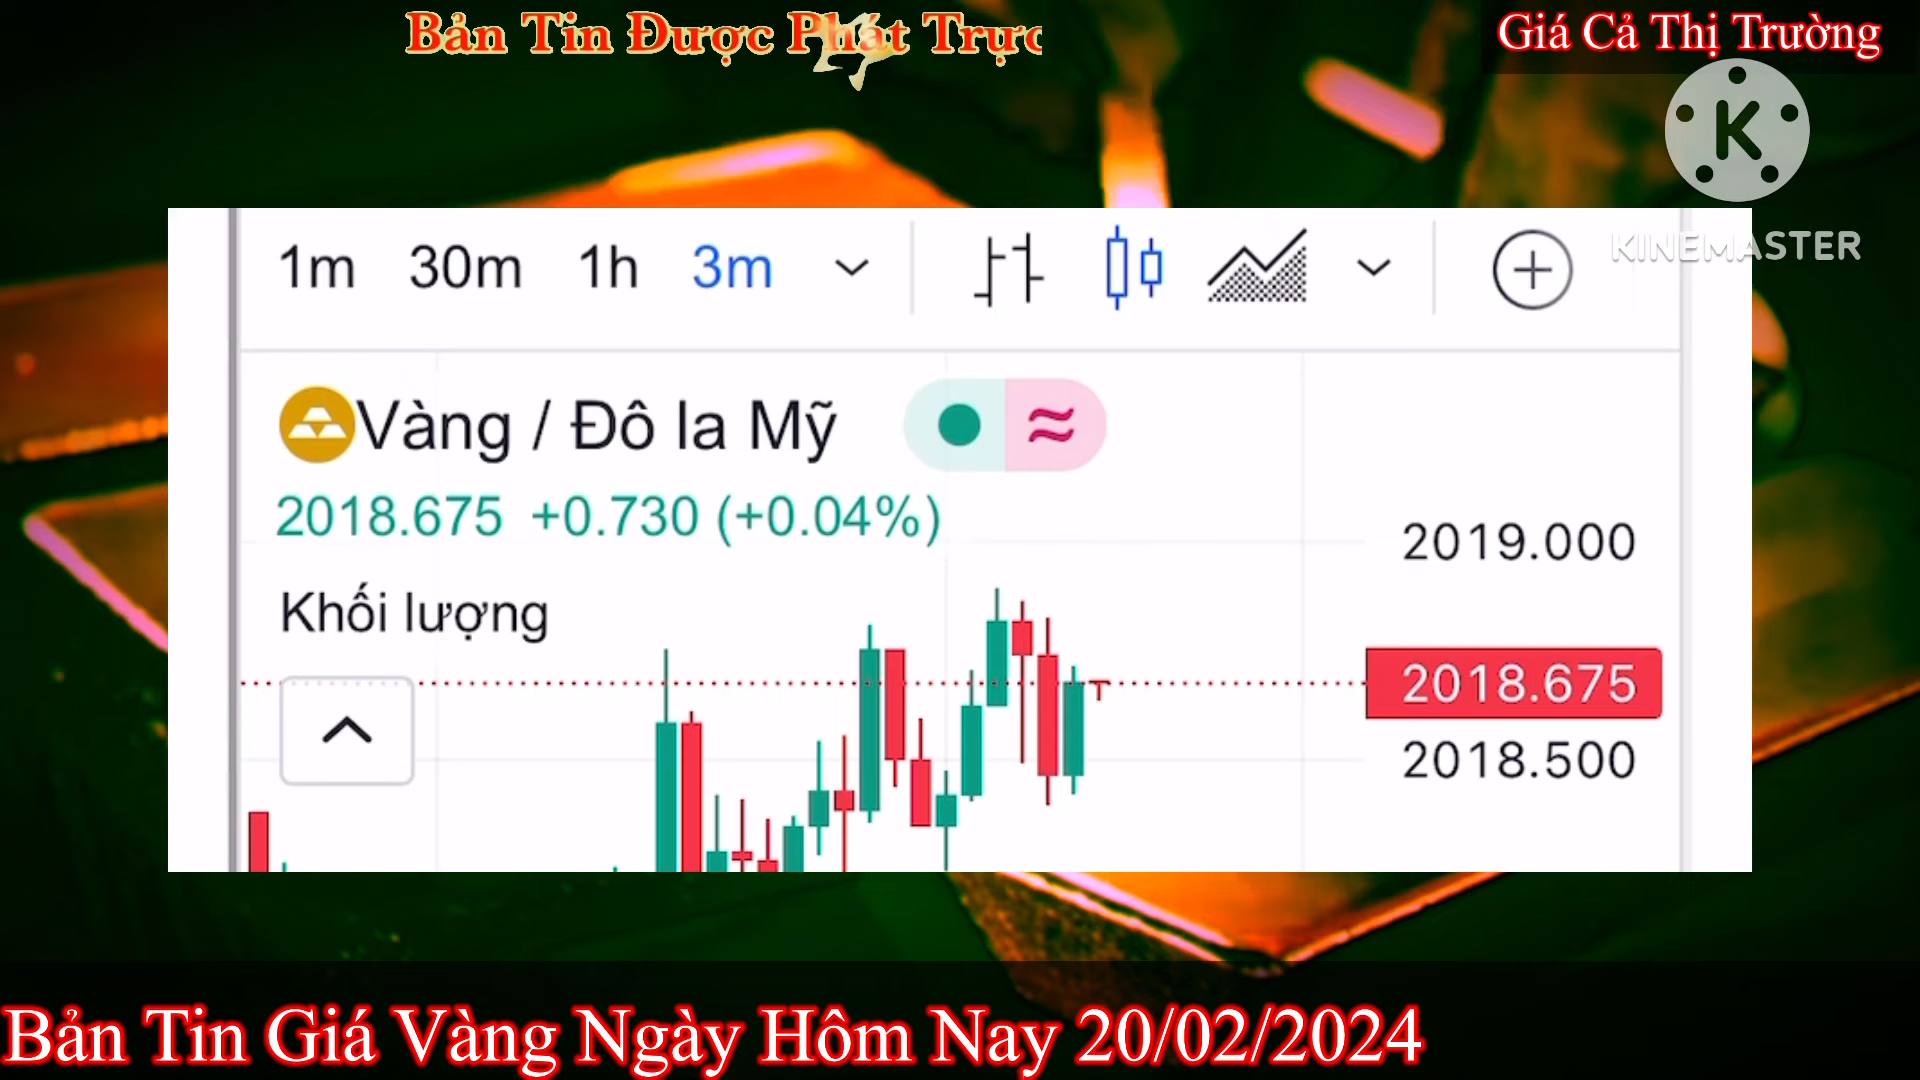 Bản Tin Được Phát Trực
Giá Cả Thị Trường
K
KINEMASTER
1m 30m 1h 3m
Vàng / Đô la Mỹ
2018.675 +0.730 (+0.04%)
2019.000
Khối lượng
2018.675
2018.500
Bản Tin Giá Vàng Ngày Hôm Nay 20/02/2024